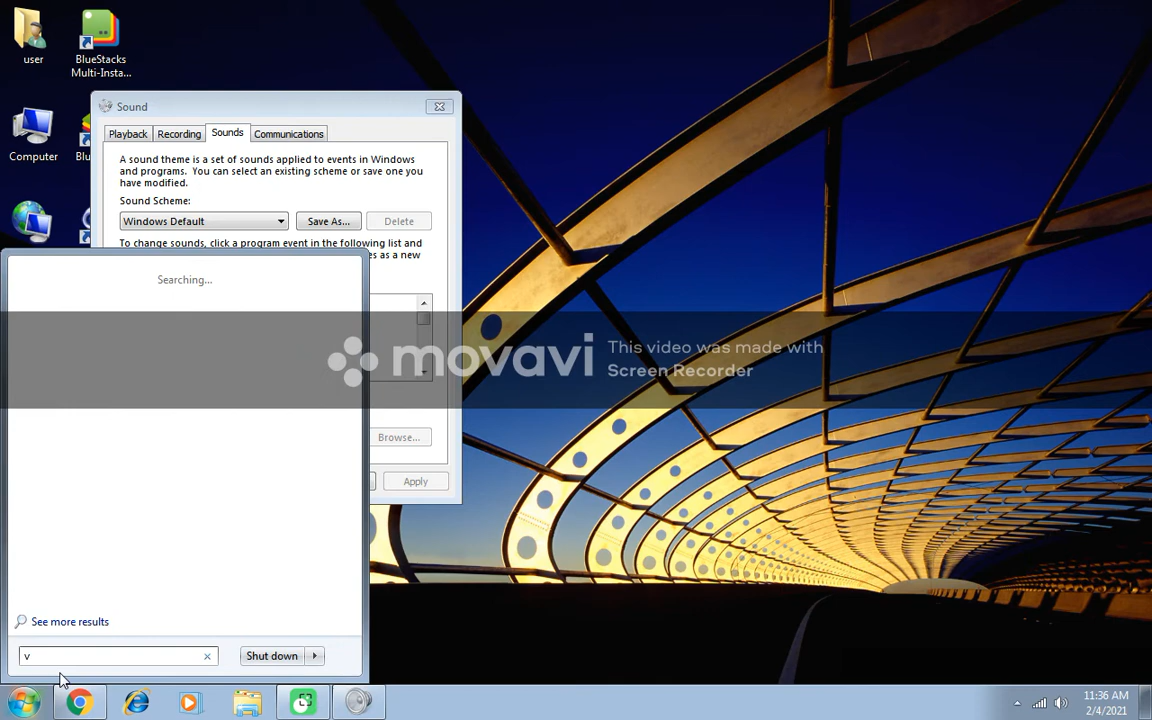 user
BlueStacks
Multi-Insta...
Computer
Blu
Sound
Playback
Recording
Sounds
Communications
A sound theme is a set of sounds applied to events in Windows
and programs. You can select an existing scheme or save one you
have modified.
Sound Scheme:
Windows Default
Save As...
Delete
To change sounds, click a program event in the following list and
es as a new
Searching...
movavi
This video was made with
Screen Recorder
Browse...
Apply
See more results
v
Shut down
11:36 AM
2/4/2021